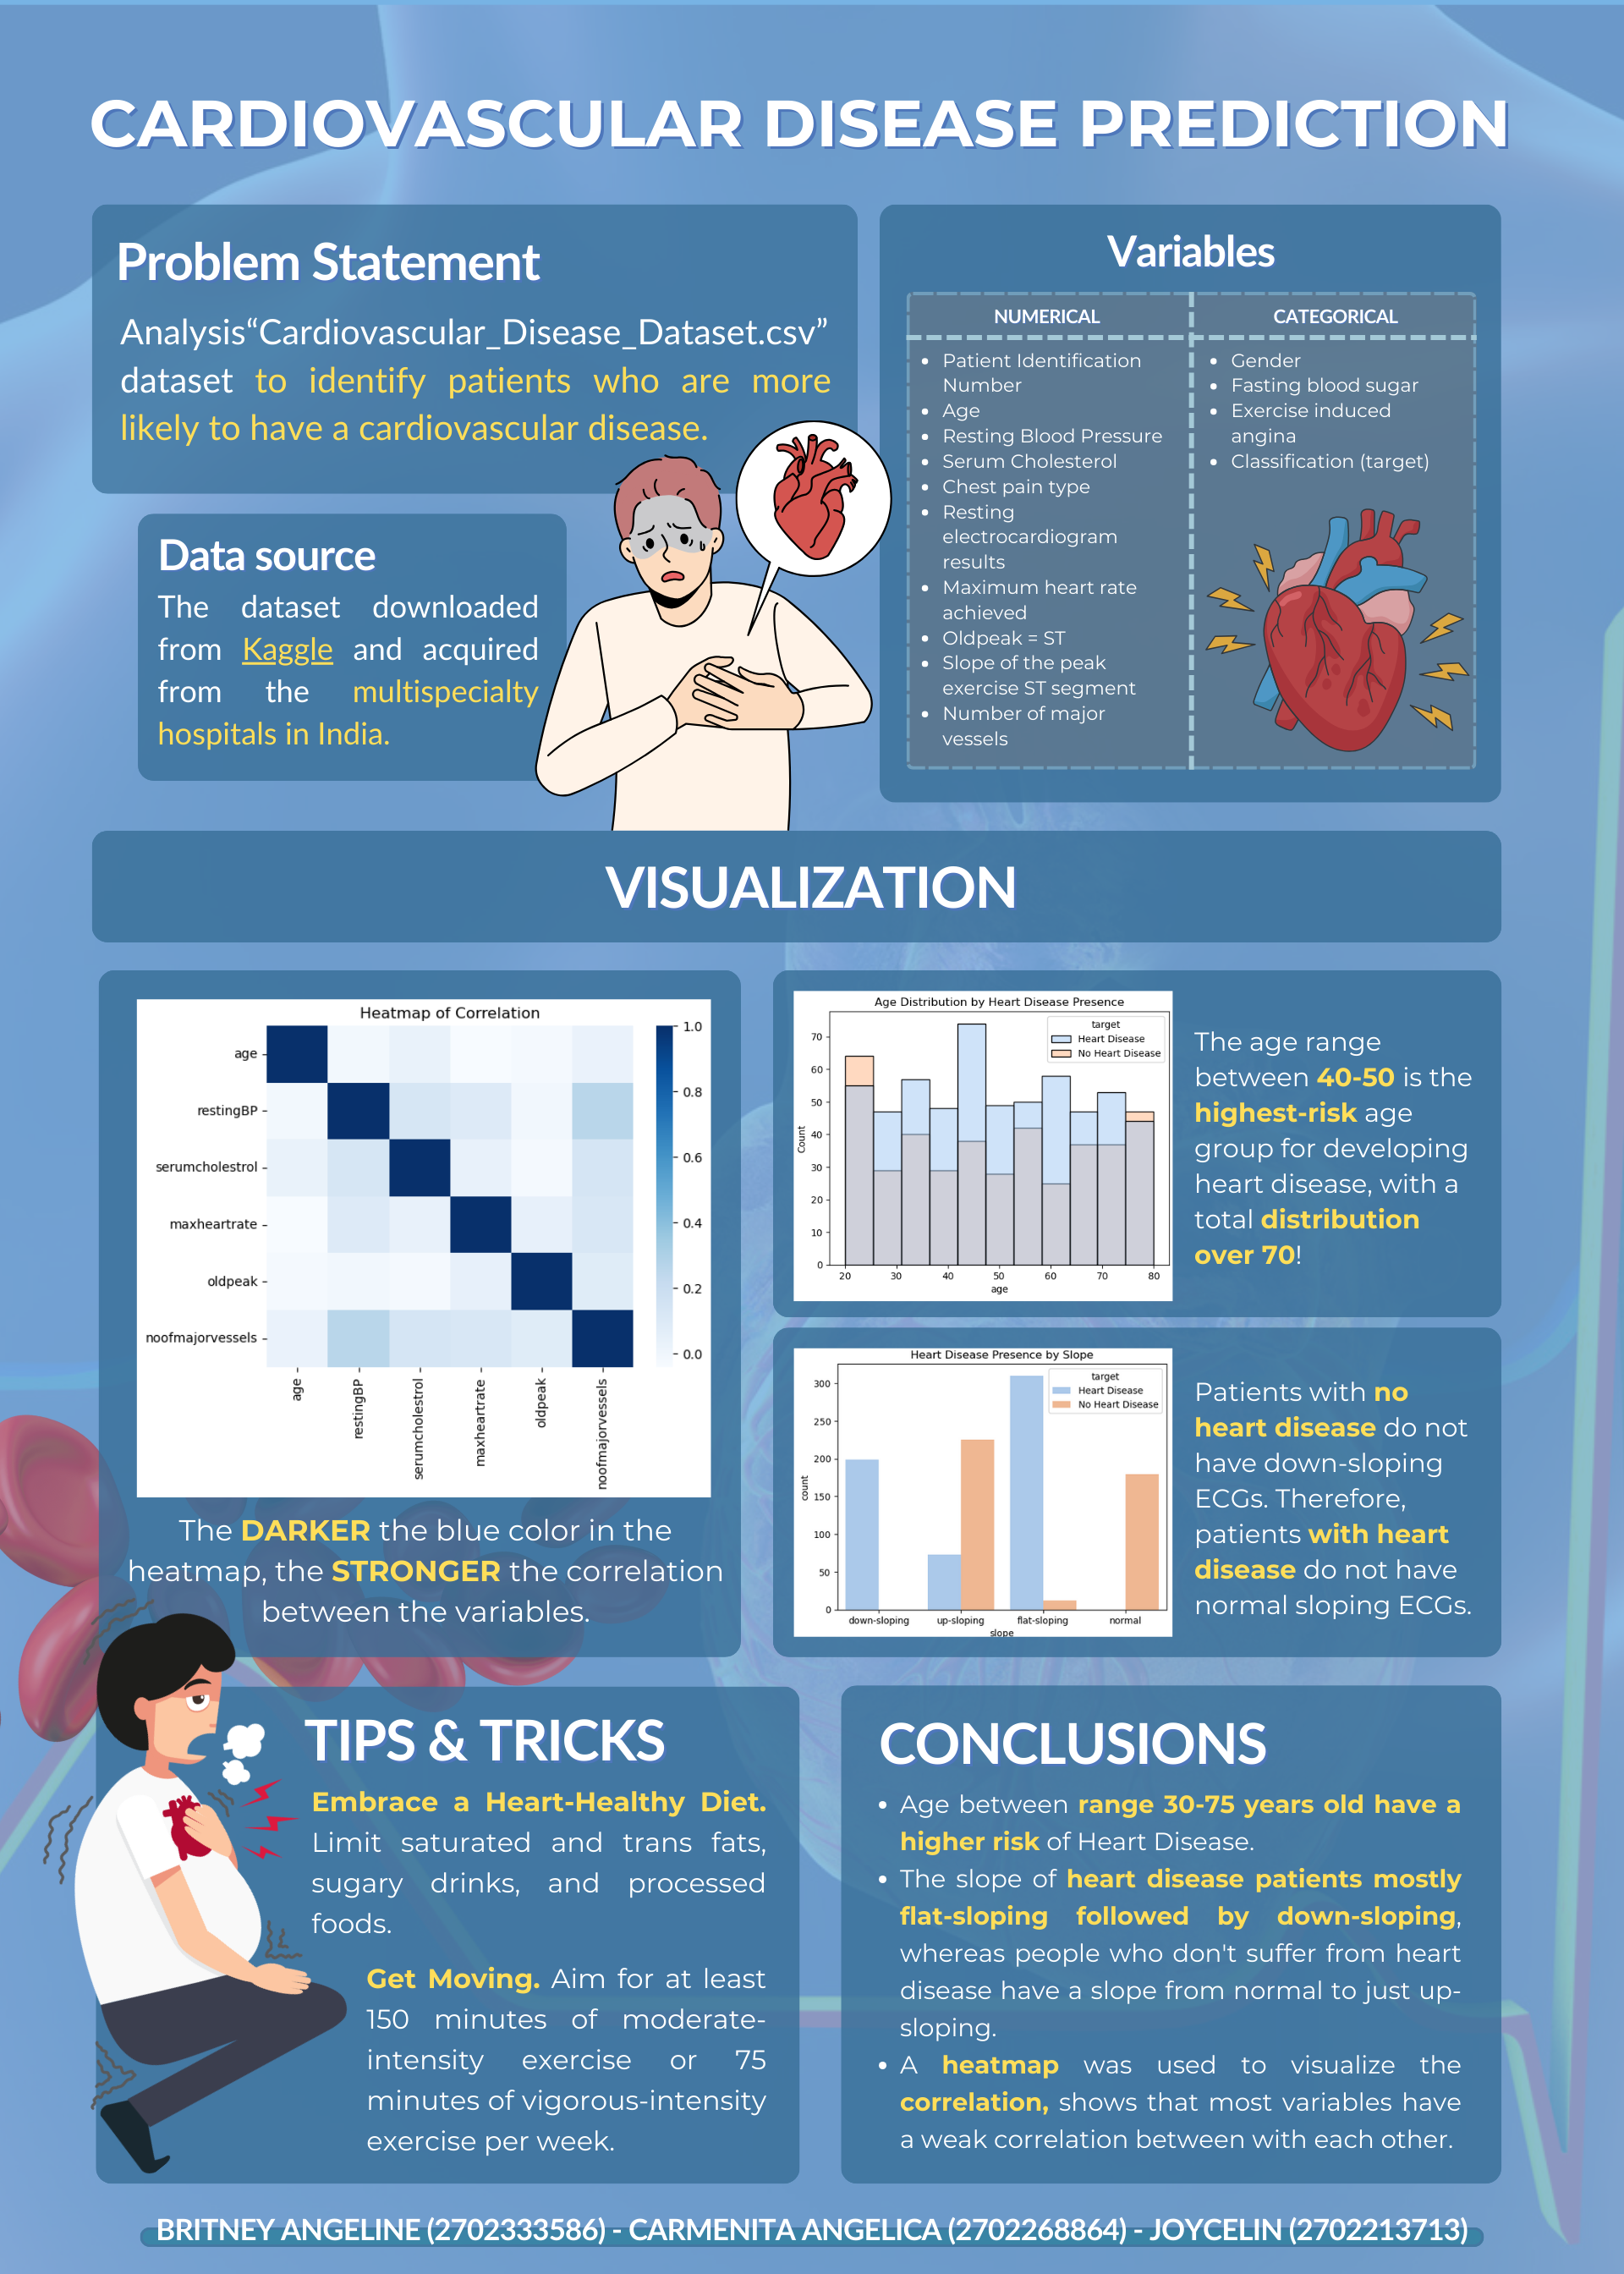 CARDIOVASCULAR DISEASE PREDICTION
Problem Statement
Analysis“Cardiovascular_Disease_Dataset.csv”
dataset to identify patients who are more
likely to have a cardiovascular disease.
Data source
The dataset downloaded
from Kaggle and acquired
from the multispecialty
hospitals in India.
Variables
NUMERICAL
• Patient Identification
Number
• Age
• Resting Blood Pressure
• Serum Cholesterol
• Chest pain type
• Resting
electrocardiogram
results
• Maximum heart rate
achieved
• Oldpeak = ST
• Slope of the peak
exercise ST segment
• Number of major
vessels
CATEGORICAL
• Gender
• Fasting blood sugar
• Exercise induced
angina
• Classification (target)
VISUALIZATION
Heatmap of Correlation
age
restingBP
serumcholestrol
maxheartrate
oldpeak
noofmajorvessels
age
restingBP
serumcholestrol
maxheartrate
oldpeak
noofmajorvessels
1.0
0.8
0.6
0.4
0.2
0.0
The DARKER the blue color in the
heatmap, the STRONGER the correlation
between the variables.
Age Distribution by Heart Disease Presence
target
Heart Disease
No Heart Disease
Count
70
60
50
40
30
20
10
0
20 30 40 50 60 70 80
age
The age range
between 40-50 is the
highest-risk age
group for developing
heart disease, with a
total distribution
over 70!
Heart Disease Presence by Slope
target
Heart Disease
No Heart Disease
count
300
250
200
150
100
50
0
down-sloping up-sloping flat-sloping normal
slope
Patients with no
heart disease do not
have down-sloping
ECGs. Therefore,
patients with heart
disease do not have
normal sloping ECGs.
TIPS & TRICKS
Embrace a Heart-Healthy Diet.
Limit saturated and trans fats,
sugary drinks, and processed
foods.
Get Moving. Aim for at least
150 minutes of moderate-
intensity exercise or 75
minutes of vigorous-intensity
exercise per week.
CONCLUSIONS
• Age between range 30-75 years old have a
higher risk of Heart Disease.
• The slope of heart disease patients mostly
flat-sloping followed by down-sloping,
whereas people who don't suffer from heart
disease have a slope from normal to just up-
sloping.
• A heatmap was used to visualize the
correlation, shows that most variables have
a weak correlation between with each other.
BRITNEY ANGELINE (2702333586) - CARMENITA ANGELICA (2702268864) - JOYCELIN (2702213713)